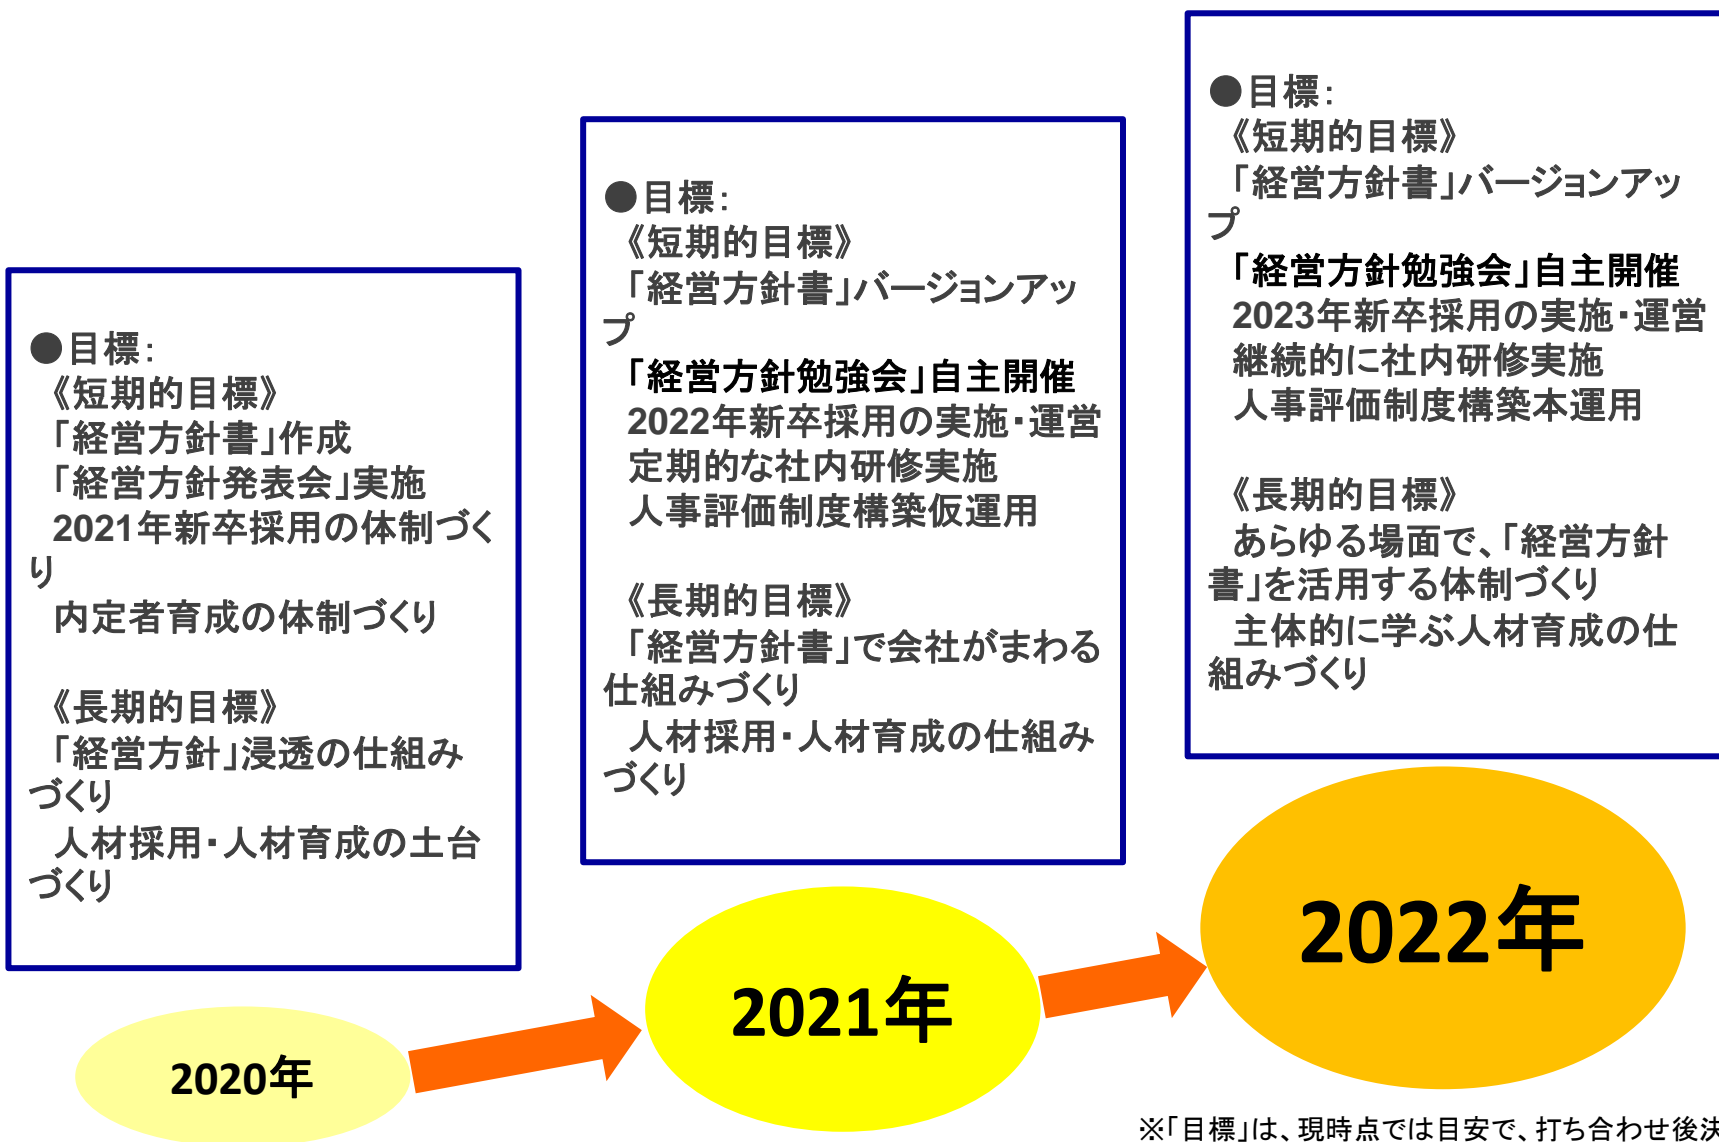 ●目標：
《短期的目標》
「経営方針書」作成
「経営方針発表会」実施
2021年新卒採用の体制づく
り
内定者育成の体制づくり
《長期的目標》
「経営方針」浸透の仕組み
づくり
人材採用・人材育成の土台
づくり
2020年
●目標：
《短期的目標》
「経営方針書」バージョンアッ
プ
「経営方針勉強会」自主開催
2022年新卒採用の実施・運営
定期的な社内研修実施
人事評価制度構築仮運用
《長期的目標》
「経営方針書」で会社がまわる
仕組みづくり
人材採用・人材育成の仕組み
づくり
2021年
●目標：
《短期的目標》
「経営方針書」バージョンアッ
プ
「経営方針勉強会」自主開催
2023年新卒採用の実施・運営
継続的に社内研修実施
人事評価制度構築本運用
《長期的目標》
あらゆる場面で、「経営方針
書」を活用する体制づくり
主体的に学ぶ人材育成の仕
組みづくり
2022年
※「目標」は、現時点では目安で、打ち合わせ後決